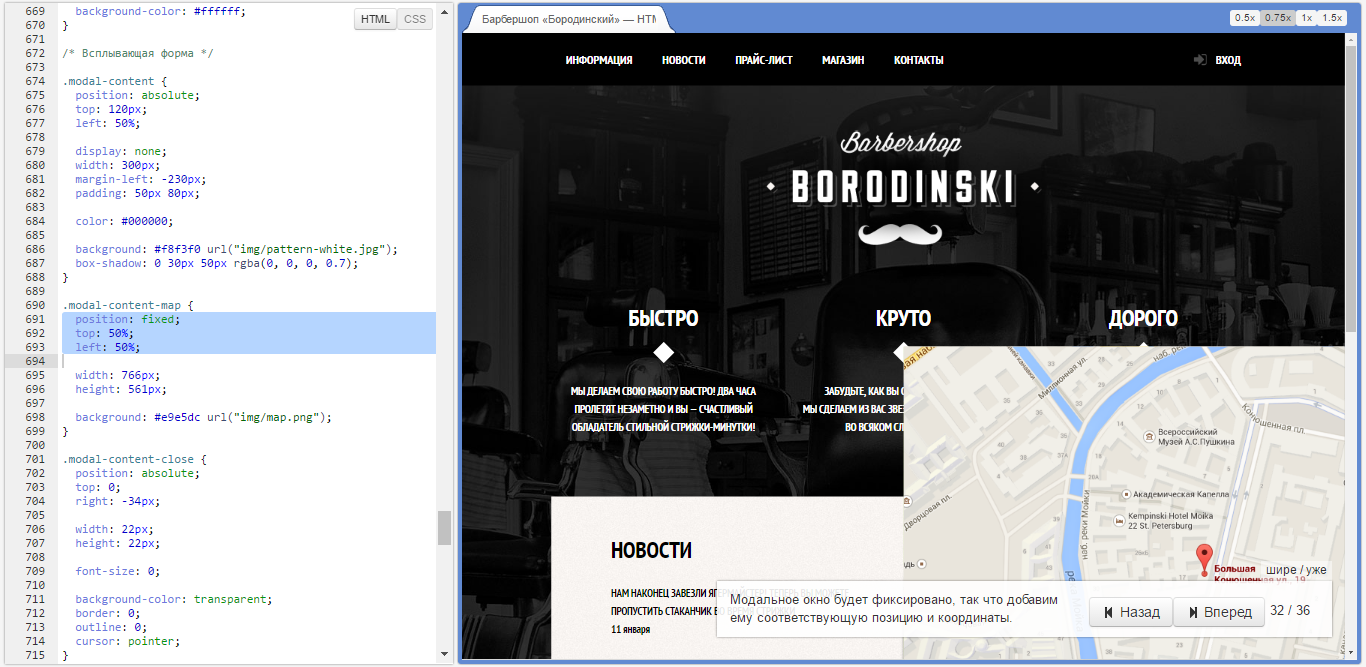 669 background-color: #ffffff;
670 }
671
672 /* Всплывающая форма */
673
674 .modal-content {
675 position: absolute;
676 top: 120px;
677 left: 50%;
678
679 display: none;
680 width: 300px;
681 margin-left: -230px;
682 padding: 50px 80px;
683
684 color: #000000;
685
686 background: #f8f3f0 url("img/pattern-white.jpg");
687 box-shadow: 0 30px 50px rgba(0, 0, 0, 0.7);
688 }
689
690 .modal-content-map {
691 position: fixed;
692 top: 50%;
693 left: 50%;
694
695 width: 766px;
696 height: 561px;
697
698 background: #e9e5dc url("img/map.png");
699 }
700
701 .modal-content-close {
702 position: absolute;
703 top: 0;
704 right: -34px;
705
706 width: 22px;
707 height: 22px;
708
709 font-size: 0;
710
711 background-color: transparent;
712 border: 0;
713 outline: 0;
714 cursor: pointer;
715 }
HTML CSS
Барбершоп «Бородинский» — HTM
0.5x 0.75x 1x 1.5x
ИНФОРМАЦИЯ НОВОСТИ ПРАЙС-ЛИСТ МАГАЗИН КОНТАКТЫ ВХОД
Barbershop
BORODINSKI
БЫСТРО КРУТО ДОРОГО
МЫ ДЕЛАЕМ СВОЮ РАБОТУ БЫСТРО! ДВА ЧАСА
ПРОЛЕТЯТ НЕЗАМЕТНО И ВЫ — СЧАСТЛИВЫЙ
ОБЛАДАТЕЛЬ СТИЛЬНОЙ СТРИЖКИ-МИНУТКИ!
ЗАБУДЬТЕ, КАК ВЫ
МЫ СДЕЛАЕМ ИЗ ВАС
ВО ВСЯКОМ
наб.
Миллионная ул.
наб. ре
Конюшенная пл.
Всероссийский
Музей А.С.Пушкина
Академическая Капелла
Kempinski Hotel Moika
22 St. Petersburg
Дворцовая пл.
наб. реки Мойки
Большая
Конюшенная ул., 19
шире / уже
НОВОСТИ
НАМ НАКОНЕЦ ЗАВЕЗЛИ
ПРОПУСТИТЬ СТАКАНЧИК
11 января
Модальное окно будет фиксировано, так что добавим
ему соответствующую позицию и координаты.
Назад Вперед 32 / 36